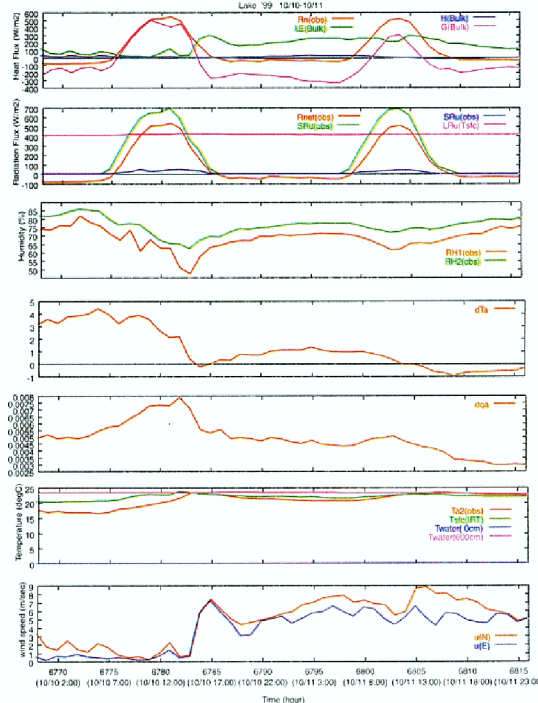 Lake '99 10/10-10/11
Heat Flux (W/m2)
600
500
400
300
200
100
0
-100
-200
-300
-400
Rn(obs)
lE(Bulk)
H(Bulk)
G(Bulk)
Radiation Flux (W/m2)
700
600
500
400
300
200
100
0
-100
Rnet(obs)
SRd(obs)
SRu(obs)
LRu(Tsfc)
Humidity (%)
85
80
75
70
65
60
55
50
RH1(obs)
RH2(obs)
5
4
3
2
1
0
-1
dTa
0.008
0.0075
0.007
0.0065
0.006
0.0055
0.005
0.0045
0.004
0.0035
0.003
0.0025
dqa
Temperature (degC)
25
20
15
10
5
0
Ta2(obs)
Tsfc(IRT)
Twater( 0cm)
Twater(600cm)
wind speed (m/sec)
9
8
7
6
5
4
3
2
1
0
u(N)
u(E)
6770 6775 6780 6785 6790 6795 6800 6805 6810 6815
(10/10 2:00) (10/10 7:00) (10/10 12:00) (10/10 17:00) (10/10 22:00) (10/11 3:00) (10/11 8:00) (10/11 13:00) (10/11 18:00) (10/11 23:00)
Time (hour)